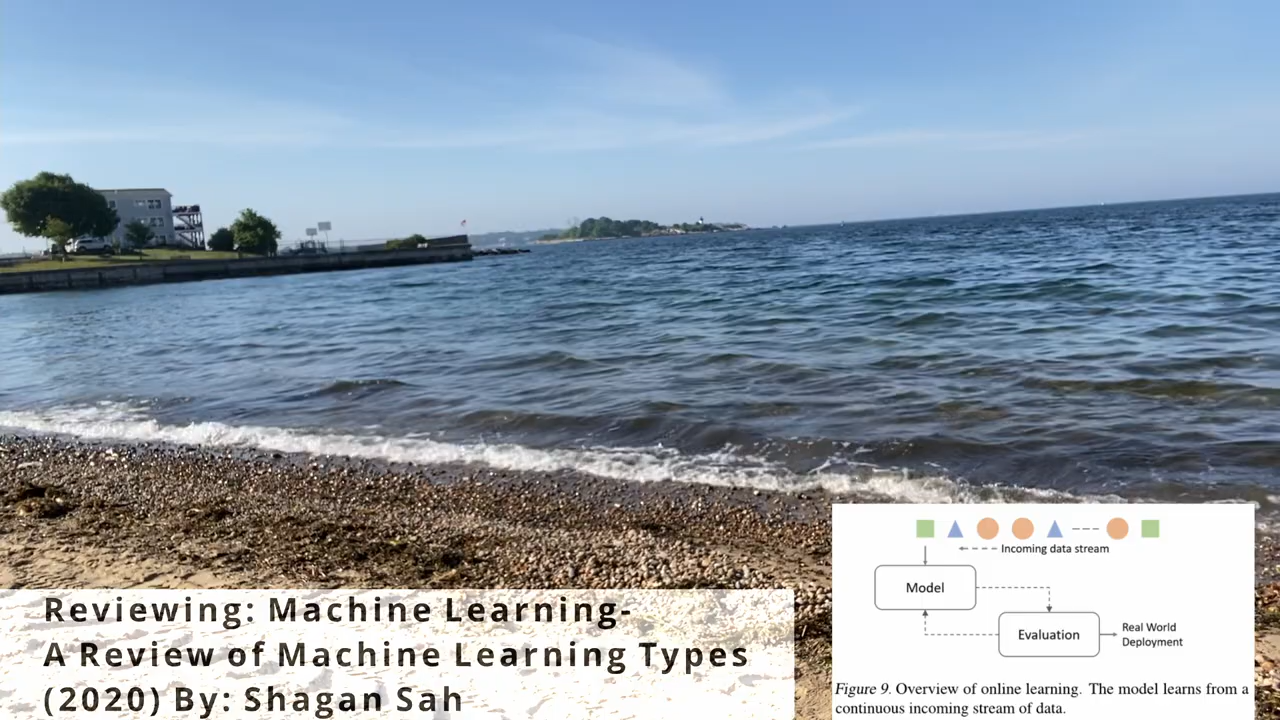 Reviewing: Machine Learning-
A Review of Machine Learning Types
(2020) By: Shagan Sah
Incoming data stream
Model
Evaluation
Real World
Deployment
Figure 9. Overview of online learning. The model learns from a
continuous incoming stream of data.